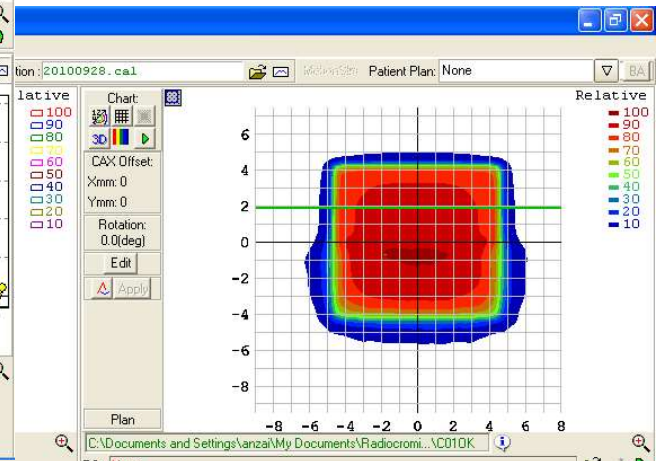 tion : 20100928.cal MotionSim Patient Plan: None BA
lative
100
90
80
70
60
50
40
30
20
10
Chart:
3D
CAX Offset:
Xmm: 0
Ymm: 0
Rotation:
0.0(deg)
Edit
Apply
Plan
6
4
2
0
-2
-4
-6
-8
-8 -6 -4 -2 0 2 4 6 8
Relative
100
90
80
70
60
50
40
30
20
10
C:\Documents and Settings\anzai\My Documents\Radiocromi...\C010K